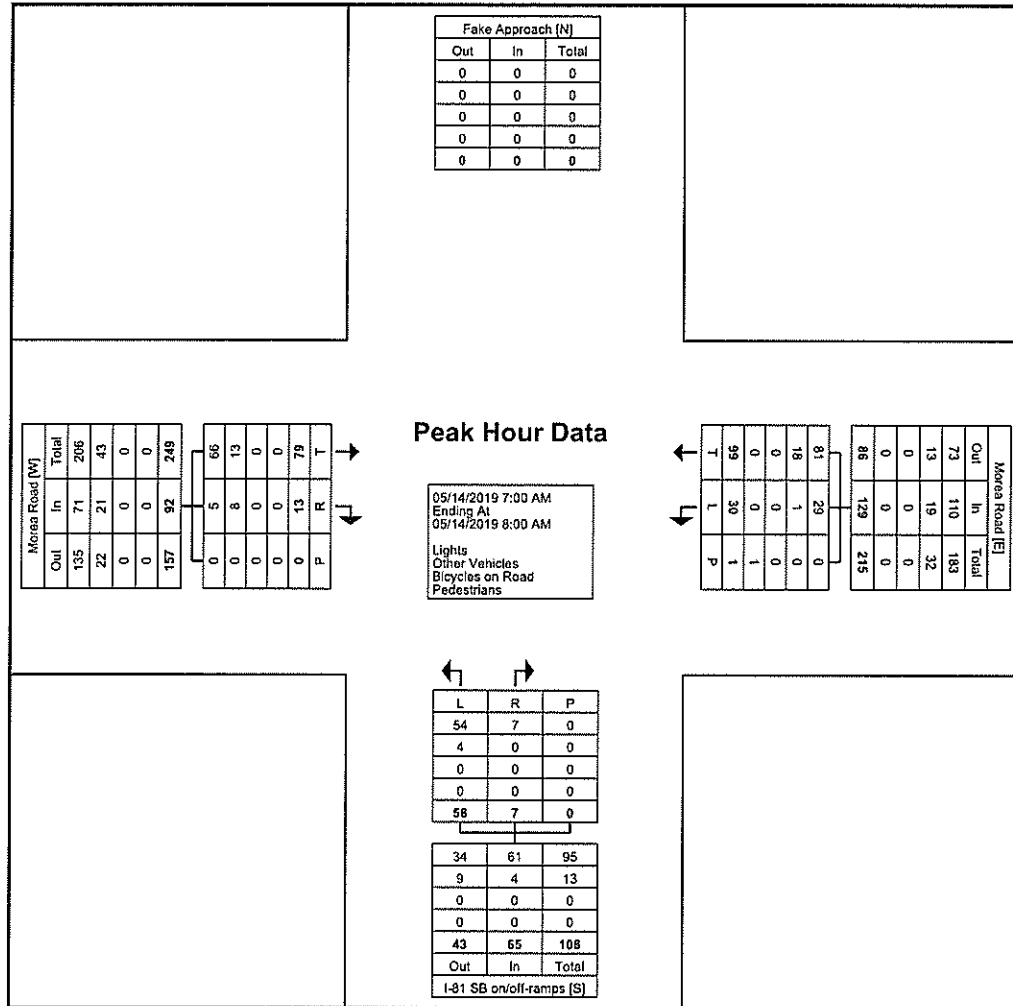 Fake Approach [N]
Out In Total
0 0 0
0 0 0
0 0 0
0 0 0
0 0 0
Peak Hour Data
05/14/2019 7:00 AM
Ending At
05/14/2019 8:00 AM
Lights
Other Vehicles
Bicycles on Road
Pedestrians
Morea Road [W]
Total 206 43 0 0 249
In 71 21 0 0 92
Out 135 22 0 0 157
66 13 0 0 79 T
5 8 0 0 13 R
0 0 0 0 0 P
T 99 0 0 18 81
L 30 0 0 1 29
P 1 1 0 0 0
Morea Road [E]
Out 73 13 0 0 86
In 110 19 0 0 129
Total 183 32 0 0 215
L R P
54 7 0
4 0 0
0 0 0
0 0 0
58 7 0
34 61 95
9 4 13
0 0 0
0 0 0
43 65 108
Out In Total
I-81 SB on/off-ramps [S]